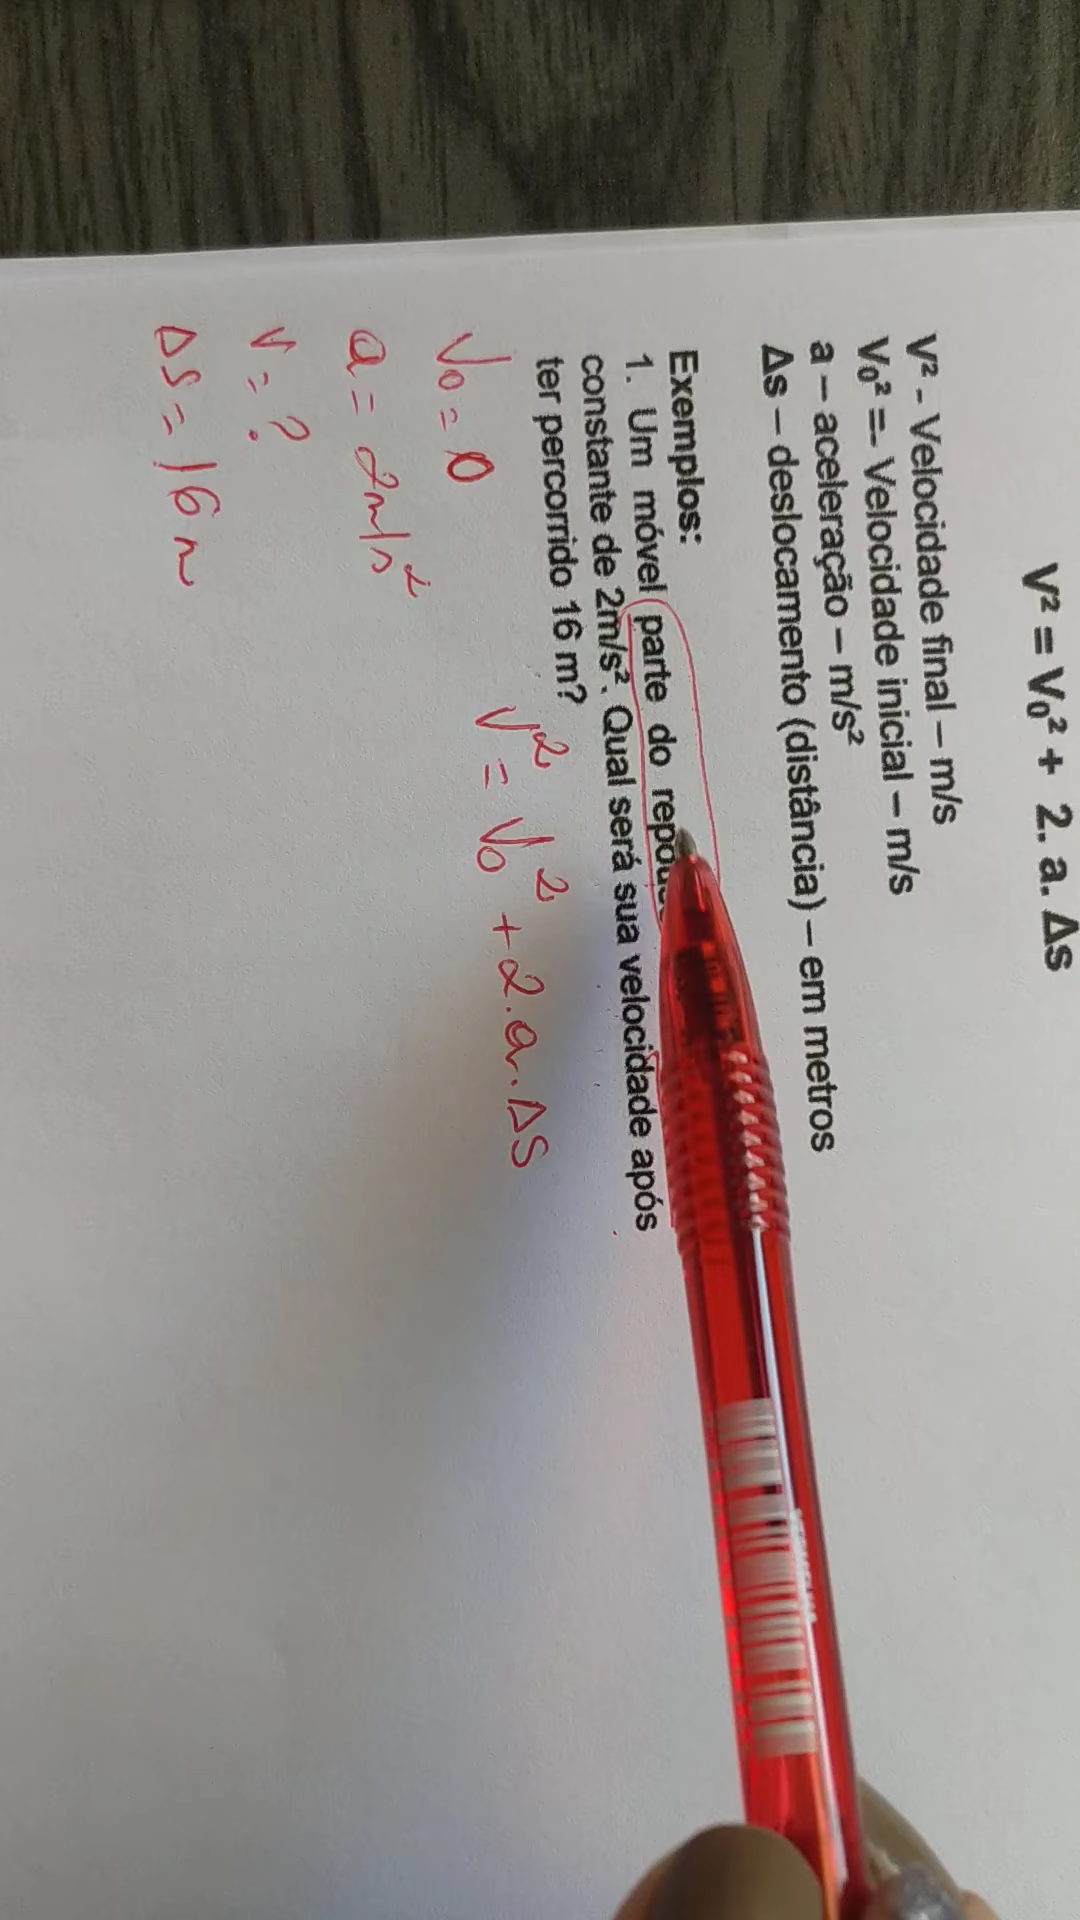 V² = V₀² + 2. a. Δs
V² - Velocidade final – m/s
V₀² =- Velocidade inicial – m/s
a – aceleração – m/s²
Δs – deslocamento (distância) – em metros
Exemplos:
1. Um móvel parte do
constante de 2m/s². Qual será sua velocidade após
ter percorrido 16 m?
V₀ = 0
a = 2m/s²
V = ?
ΔS = 16 m
V² = V₀² + 2.a.ΔS